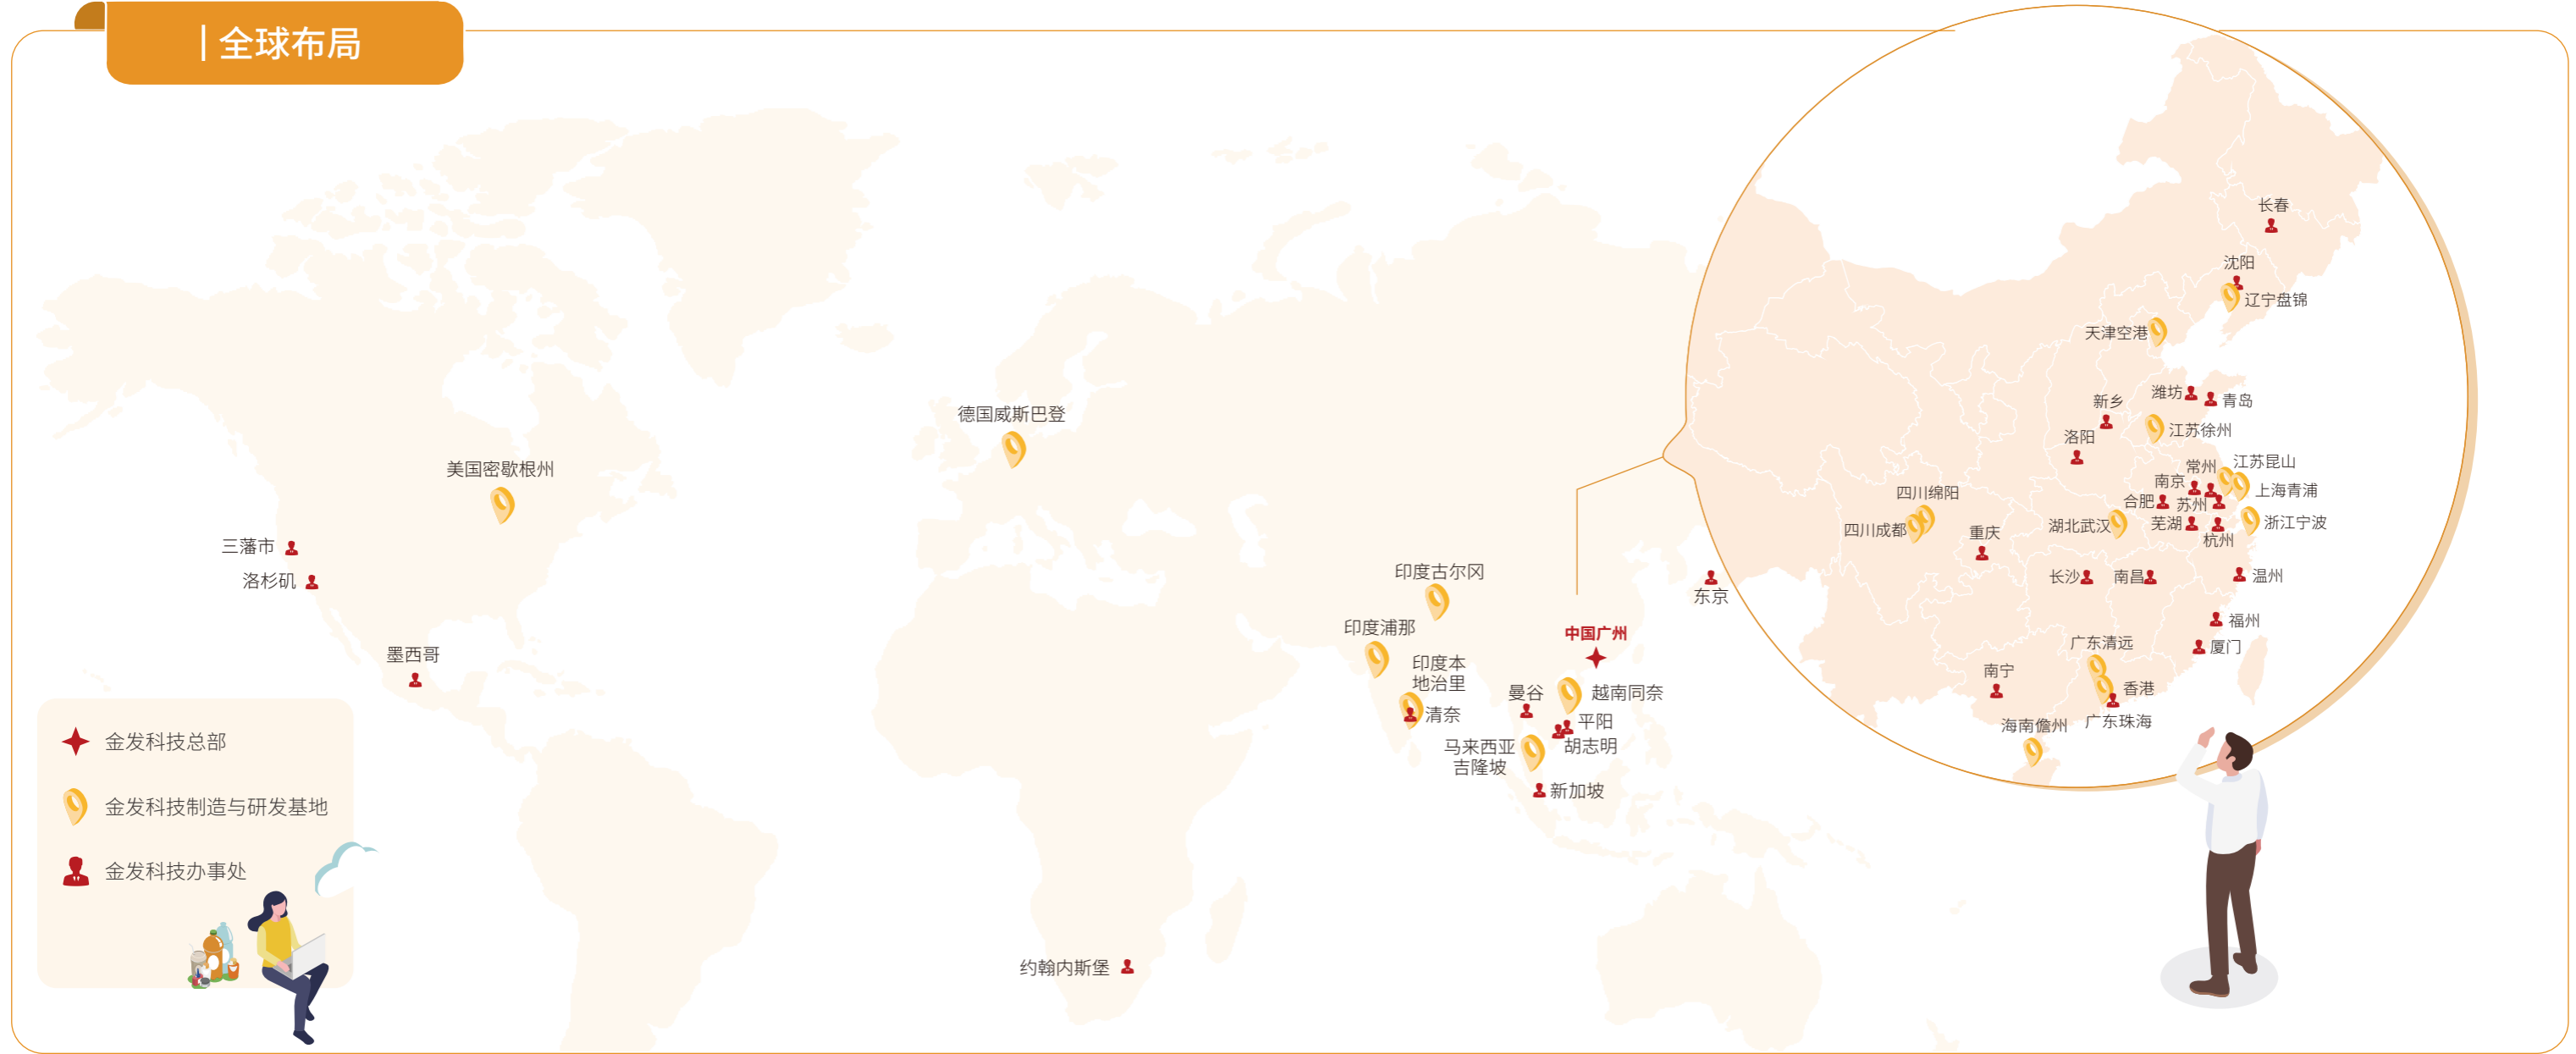 全球布局
美国密歇根州
三藩市
洛杉矶
墨西哥
德国威斯巴登
约翰内斯堡
印度古尔冈
印度浦那
印度本
地治里
清奈
曼谷
越南同奈
平阳
胡志明
马来西亚
吉隆坡
新加坡
中国广州
东京
长春
沈阳
辽宁盘锦
天津空港
潍坊
青岛
新乡
江苏徐州
洛阳
常州
江苏昆山
南京
上海青浦
合肥
苏州
四川绵阳
四川成都
湖北武汉
芜湖
浙江宁波
重庆
杭州
长沙
南昌
温州
福州
厦门
广东清远
南宁
香港
广东珠海
海南儋州
金发科技总部
金发科技制造与研发基地
金发科技办事处